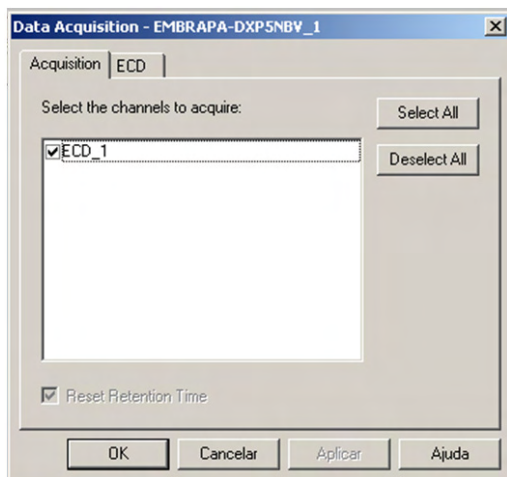 Data Acquisition - EMBRAPA-DXP5NBV_1
Acquisition ECD
Select the channels to acquire:
Select All
ECD_1
Deselect All
Reset Retention Time
OK Cancelar Aplicar Ajuda